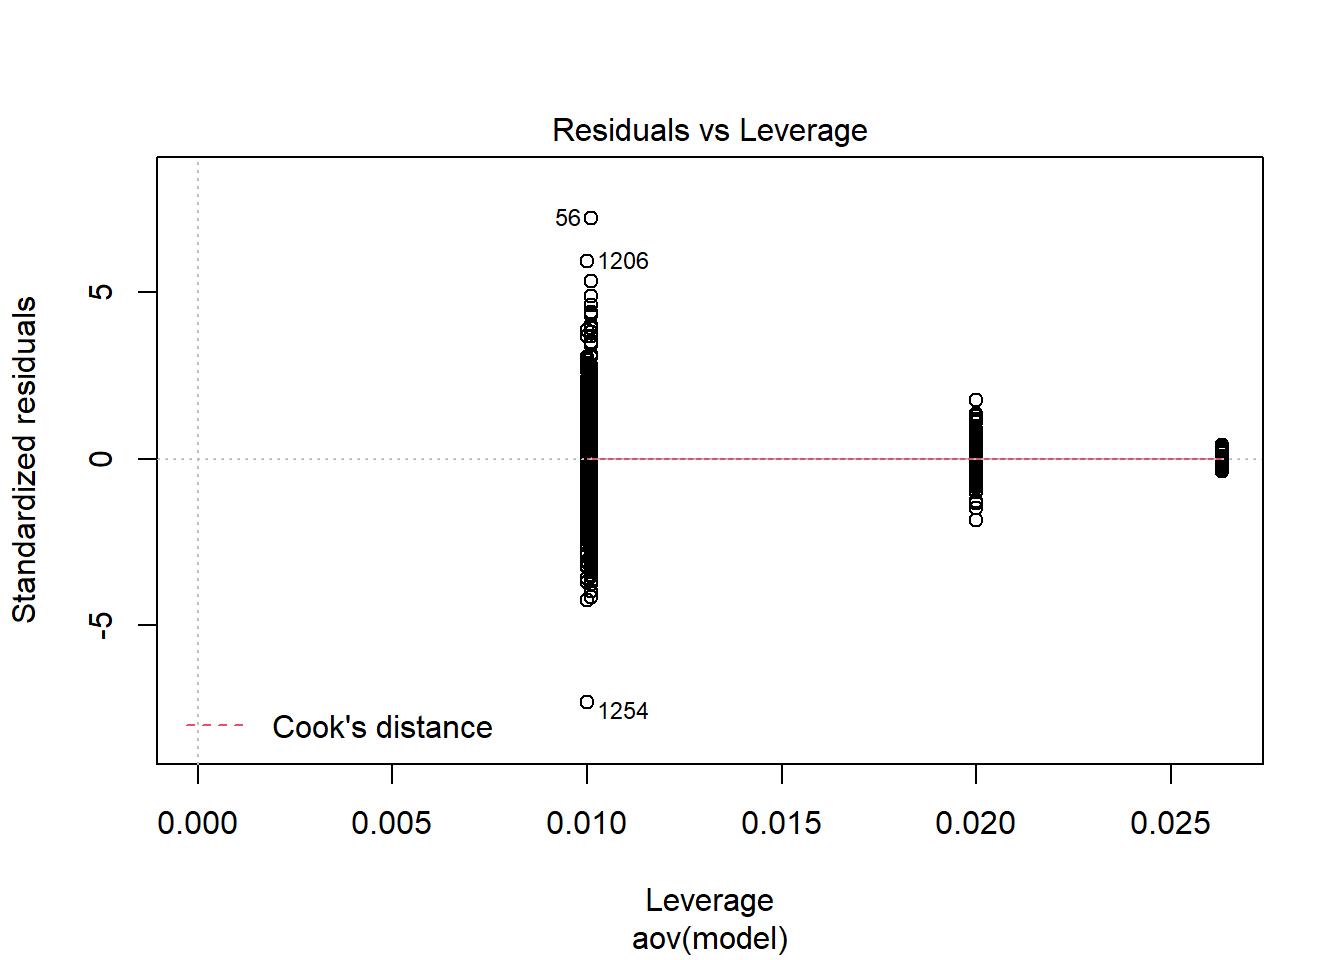 Residuals vs Leverage
Standardized residuals
5
0
-5
56
1206
1254
Cook's distance
0.000 0.005 0.010 0.015 0.020 0.025
Leverage
aov(model)